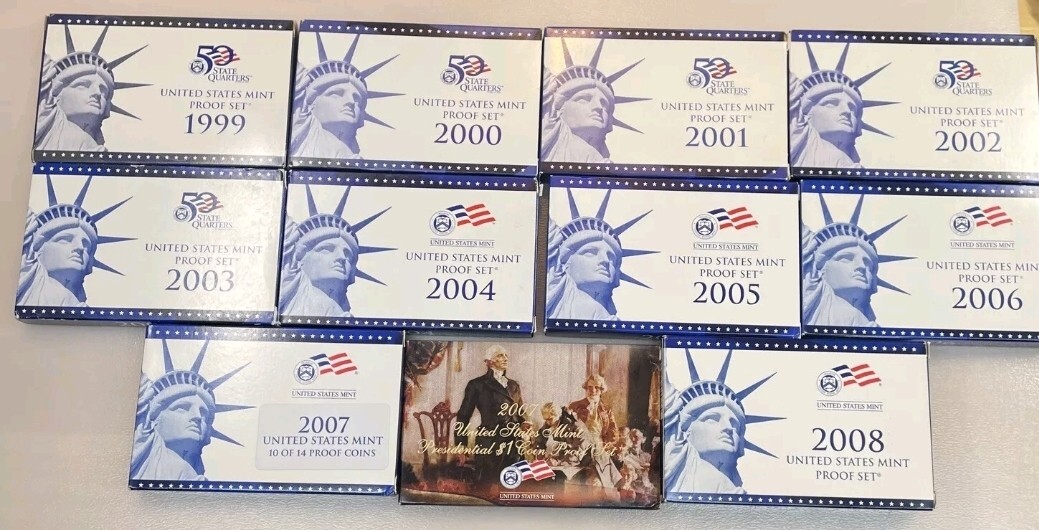 50
STATE
QUARTERS™
UNITED STATES MINT
PROOF SET®
1999
50
STATE
QUARTERS™
UNITED STATES MINT
PROOF SET®
2000
50
STATE
QUARTERS™
UNITED STATES MINT
PROOF SET®
2001
50
STATE
QUARTERS™
UNITED STATES MINT
PROOF SET®
2002
50
STATE
QUARTERS
UNITED STATES MINT
PROOF SET®
2003
UNITED STATES MINT
UNITED STATES MINT
PROOF SET®
2004
UNITED STATES MINT
UNITED STATES MINT
PROOF SET®
2005
UNITED STATES MINT
UNITED STATES MIN
PROOF SET®
2006
UNITED STATES MINT
2007
UNITED STATES MINT
10 OF 14 PROOF COINS
2007
United States Mint
Presidential $1 Coin Proof Set
UNITED STATES MINT
UNITED STATES MINT
2008
UNITED STATES MINT
PROOF SET®